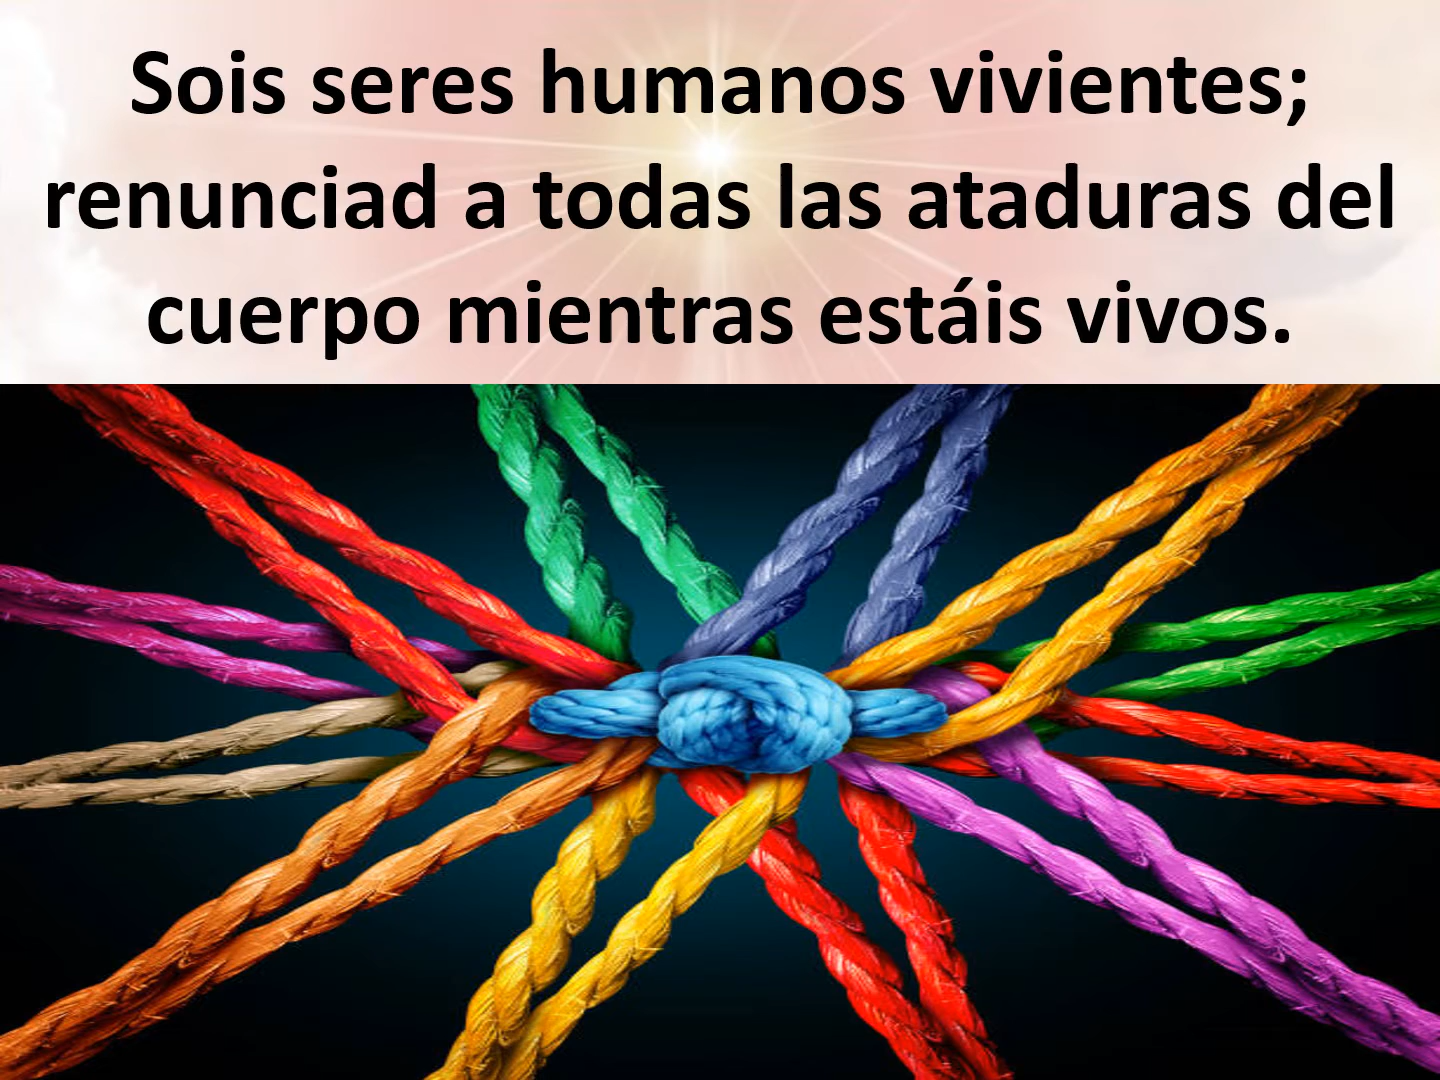 Sois seres humanos vivientes;
renunciad a todas las ataduras del
cuerpo mientras estáis vivos.